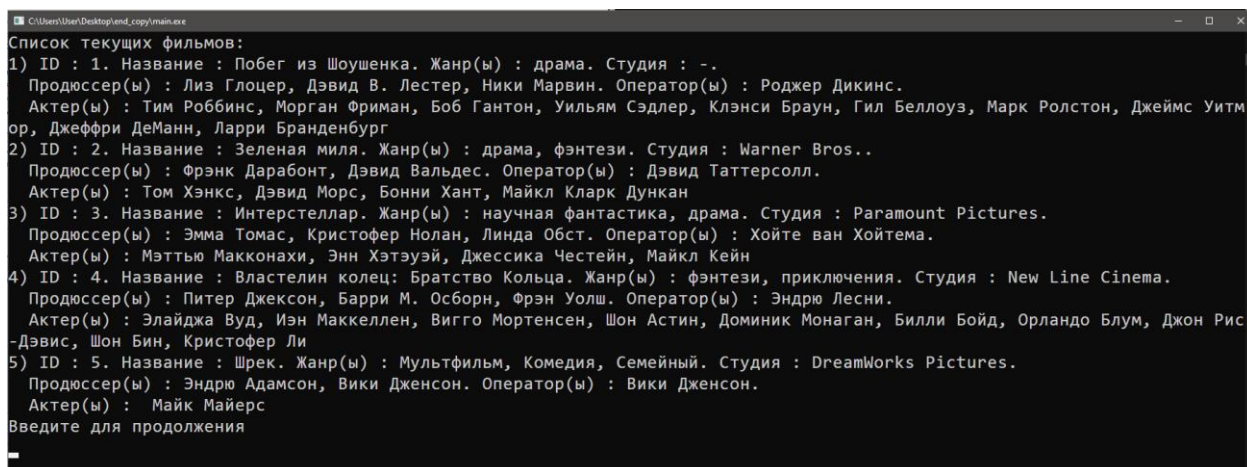 C:\Users\User\Desktop\end_copy\main.exe
Список текущих фильмов:
1) ID : 1. Название : Побег из Шоушенка. Жанр(ы) : драма. Студия : -.
Продюссер(ы) : Лиз Глоцер, Дэвид В. Лестер, Ники Марвин. Оператор(ы) : Роджер Дикинс.
Актер(ы) : Тим Роббинс, Морган Фриман, Боб Гантон, Уильям Сэдлер, Клэнси Браун, Гил Беллоуз, Марк Ролстон, Джеймс Уитм
ор, Джеффри ДеМанн, Ларри Бранденбург
2) ID : 2. Название : Зеленая миля. Жанр(ы) : драма, фэнтези. Студия : Warner Bros..
Продюссер(ы) : Фрэнк Дарабонт, Дэвид Вальдес. Оператор(ы) : Дэвид Таттерсолл.
Актер(ы) : Том Хэнкс, Дэвид Морс, Бонни Хант, Майкл Кларк Дункан
3) ID : 3. Название : Интерстеллар. Жанр(ы) : научная фантастика, драма. Студия : Paramount Pictures.
Продюссер(ы) : Эмма Томас, Кристофер Нолан, Линда Обст. Оператор(ы) : Хойте ван Хойтема.
Актер(ы) : Мэттью Макконахи, Энн Хэтэуэй, Джессика Честейн, Майкл Кейн
4) ID : 4. Название : Властелин колец: Братство Кольца. Жанр(ы) : фэнтези, приключения. Студия : New Line Cinema.
Продюссер(ы) : Питер Джексон, Барри М. Осборн, Фрэн Уолш. Оператор(ы) : Эндрю Лесни.
Актер(ы) : Элайджа Вуд, Иэн Маккеллен, Вигго Мортенсен, Шон Астин, Доминик Монаган, Билли Бойд, Орландо Блум, Джон Рис
-Дэвис, Шон Бин, Кристофер Ли
5) ID : 5. Название : Шрек. Жанр(ы) : Мультфильм, Комедия, Семейный. Студия : DreamWorks Pictures.
Продюссер(ы) : Эндрю Адамсон, Вики Дженсон. Оператор(ы) : Вики Дженсон.
Актер(ы) :  Майк Майерс
Введите для продолжения